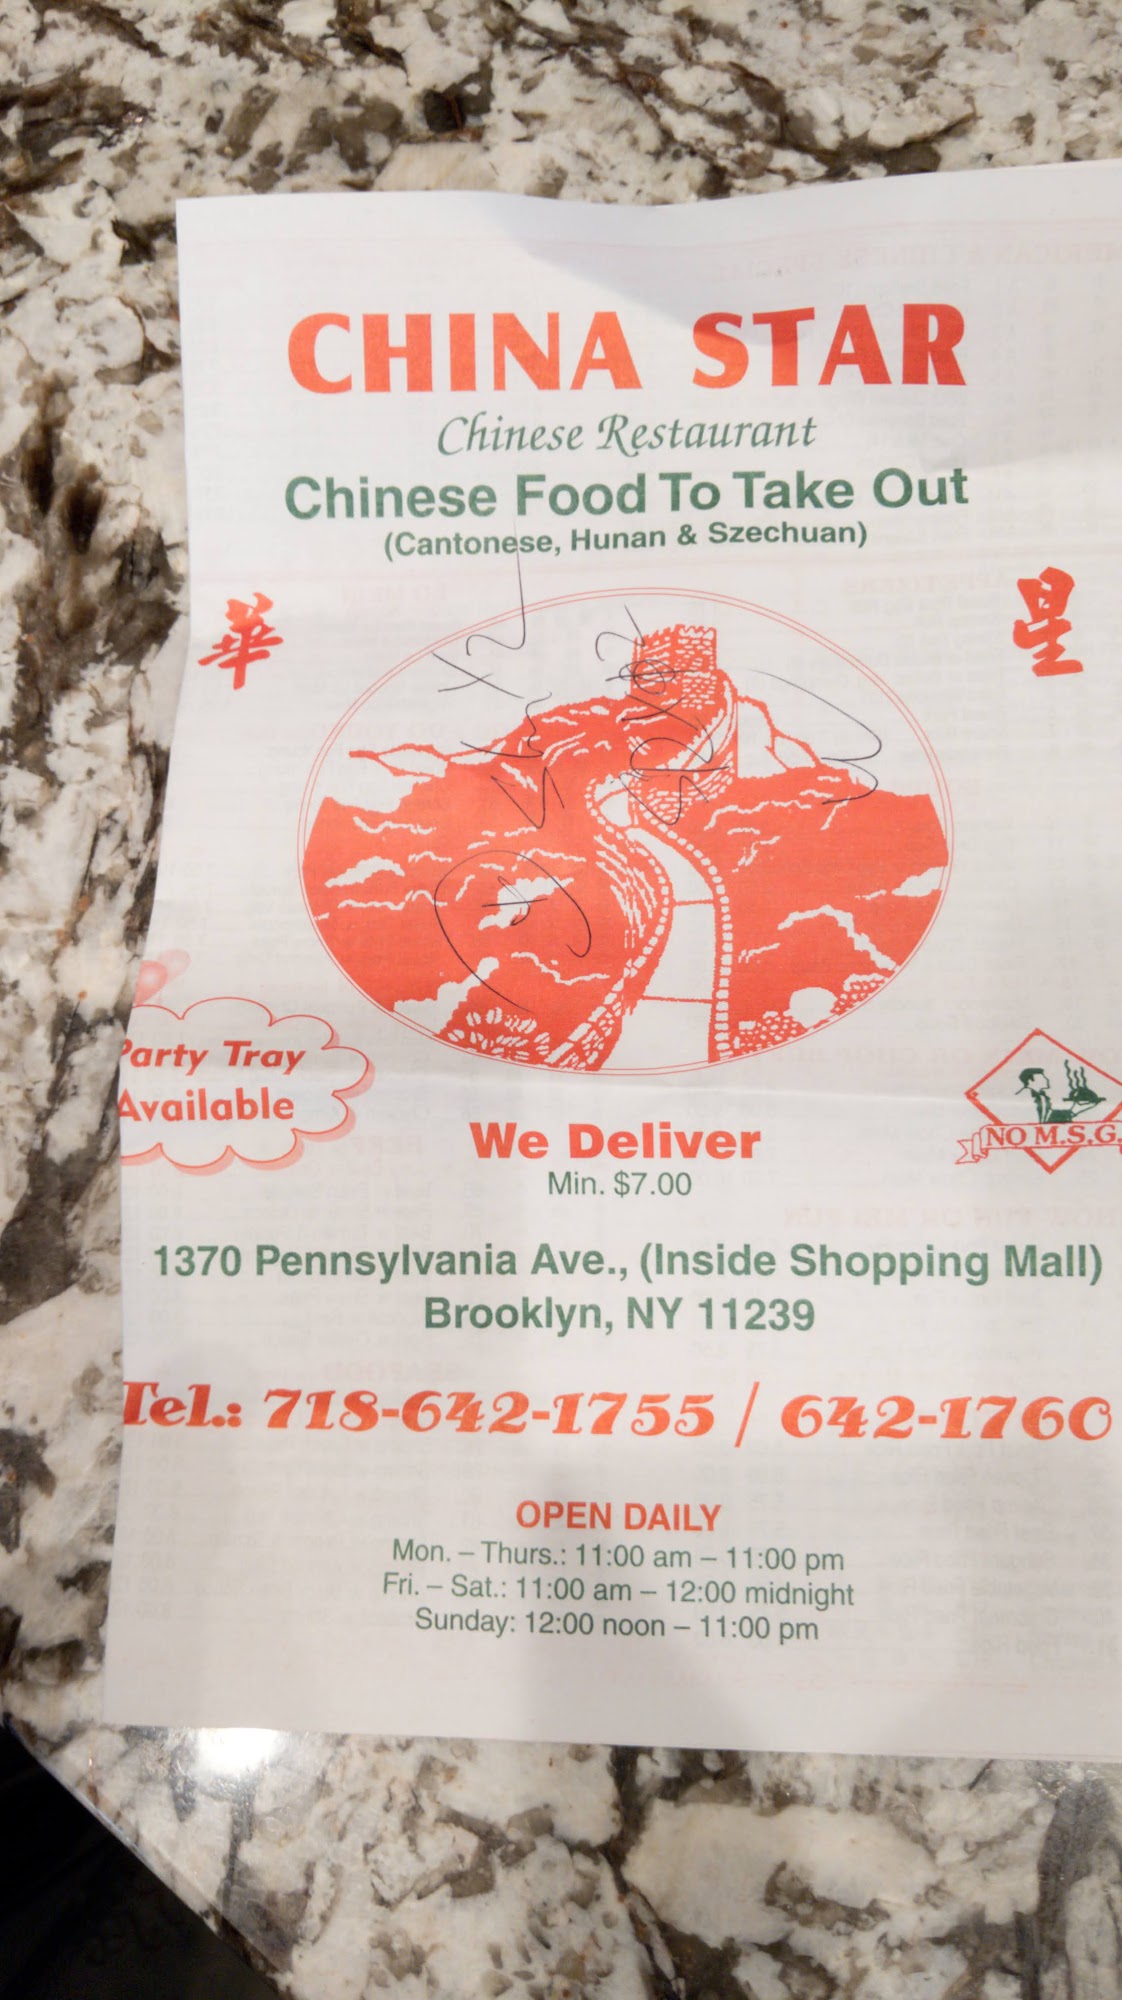 CHINA STAR
Chinese Restaurant
Chinese Food To Take Out
(Cantonese, Hunan & Szechuan)
華
星
Party Tray
Available
NO M.S.G.
We Deliver
Min. $7.00
1370 Pennsylvania Ave., (Inside Shopping Mall)
Brooklyn, NY 11239
Tel.: 718-642-1755 / 642-1760
OPEN DAILY
Mon. – Thurs.: 11:00 am – 11:00 pm
Fri. – Sat.: 11:00 am – 12:00 midnight
Sunday: 12:00 noon – 11:00 pm